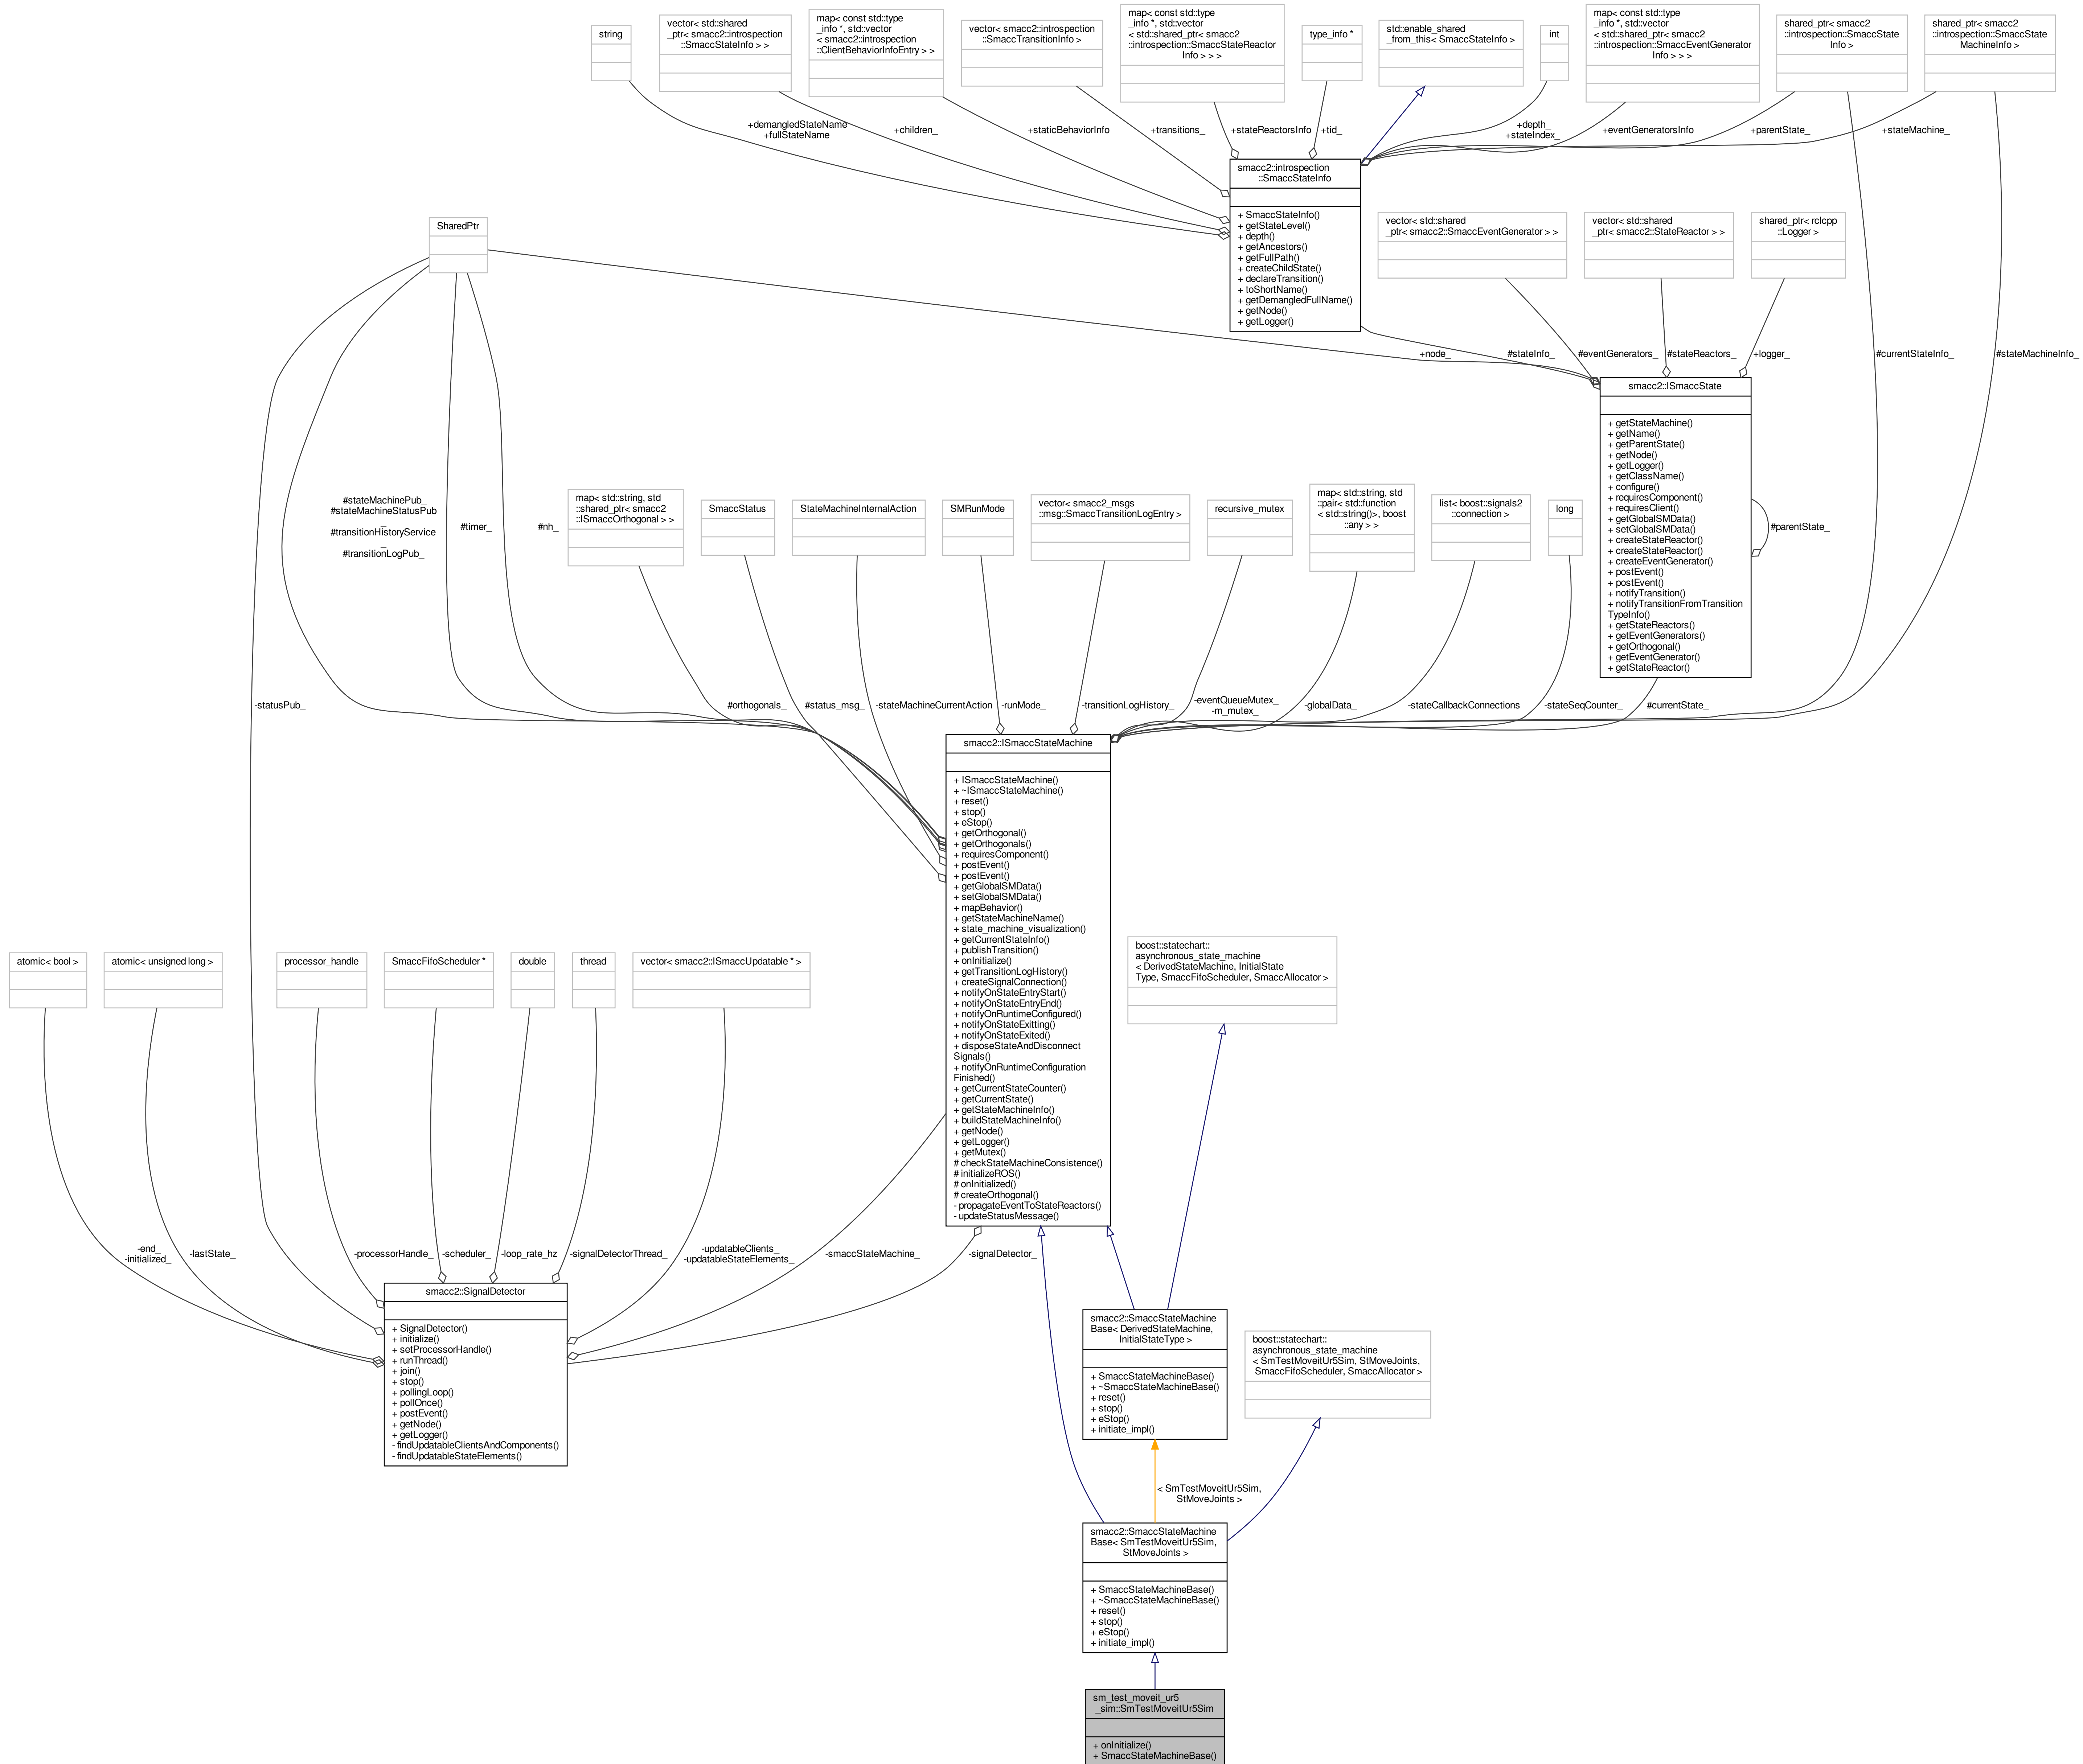 string
vector< std::shared
_ptr< smacc2::introspection
::SmaccStateInfo > >
map< const std::type
_info *, std::vector
< smacc2::introspection
::ClientBehaviorInfoEntry > >
vector< smacc2::introspection
::SmaccTransitionInfo >
map< const std::type
_info *, std::vector
< std::shared_ptr< smacc2
::introspection::SmaccStateReactor
Info > > >
type_info *
std::enable_shared
_from_this< SmaccStateInfo >
int
map< const std::type
_info *, std::vector
< std::shared_ptr< smacc2
::introspection::SmaccEventGenerator
Info > > >
shared_ptr< smacc2
::introspection::SmaccState
Info >
shared_ptr< smacc2
::introspection::SmaccState
MachineInfo >
+demangledStateName
+fullStateName
+children_
+staticBehaviorInfo
+transitions_
+stateReactorsInfo
+tid_
+depth_
+stateIndex_
+eventGeneratorsInfo
+parentState_
+stateMachine_
smacc2::introspection
::SmaccStateInfo
+ SmaccStateInfo()
+ getStateLevel()
+ depth()
+ getAncestors()
+ getFullPath()
+ createChildState()
+ declareTransition()
+ toShortName()
+ getDemangledFullName()
+ getNode()
+ getLogger()
SharedPtr
vector< std::shared
_ptr< smacc2::SmaccEventGenerator > >
vector< std::shared
_ptr< smacc2::StateReactor > >
shared_ptr< rclcpp
::Logger >
+node_
#stateInfo_
#eventGenerators_
#stateReactors_
+logger_
#currentStateInfo_
#stateMachineInfo_
smacc2::ISmaccState
+ getStateMachine()
+ getName()
+ getParentState()
+ getNode()
+ getLogger()
+ getClassName()
+ configure()
+ requiresComponent()
+ requiresClient()
+ getGlobalSMData()
+ setGlobalSMData()
+ createStateReactor()
+ createStateReactor()
+ createEventGenerator()
+ postEvent()
+ postEvent()
+ notifyTransition()
+ notifyTransitionFromTransition
TypeInfo()
+ getStateReactors()
+ getEventGenerators()
+ getOrthogonal()
+ getEventGenerator()
+ getStateReactor()
#parentState_
#stateMachinePub_
#stateMachineStatusPub
_
#transitionHistoryService
_
#transitionLogPub_
#timer_
#nh_
map< std::string, std
::shared_ptr< smacc2
::ISmaccOrthogonal > >
SmaccStatus
StateMachineInternalAction
SMRunMode
vector< smacc2_msgs
::msg::SmaccTransitionLogEntry >
recursive_mutex
map< std::string, std
::pair< std::function
< std::string()>, boost
::any > >
list< boost::signals2
::connection >
long
-statusPub_
#orthogonals_
#status_msg_
-stateMachineCurrentAction
-runMode_
-transitionLogHistory_
-eventQueueMutex_
-m_mutex_
-globalData_
-stateCallbackConnections
-stateSeqCounter_
#currentState_
smacc2::ISmaccStateMachine
+ ISmaccStateMachine()
+ ~ISmaccStateMachine()
+ reset()
+ stop()
+ eStop()
+ getOrthogonal()
+ getOrthogonals()
+ requiresComponent()
+ postEvent()
+ postEvent()
+ getGlobalSMData()
+ setGlobalSMData()
+ mapBehavior()
+ getStateMachineName()
+ state_machine_visualization()
+ getCurrentStateInfo()
+ publishTransition()
+ onInitialize()
+ getTransitionLogHistory()
+ createSignalConnection()
+ notifyOnStateEntryStart()
+ notifyOnStateEntryEnd()
+ notifyOnRuntimeConfigured()
+ notifyOnStateExitting()
+ notifyOnStateExited()
+ disposeStateAndDisconnect
Signals()
+ notifyOnRuntimeConfiguration
Finished()
+ getCurrentStateCounter()
+ getCurrentState()
+ getStateMachineInfo()
+ buildStateMachineInfo()
+ getNode()
+ getLogger()
+ getMutex()
# checkStateMachineConsistence()
# initializeROS()
# onInitialized()
# createOrthogonal()
- propagateEventToStateReactors()
- updateStatusMessage()
atomic< bool >
atomic< unsigned long >
processor_handle
SmaccFifoScheduler *
double
thread
vector< smacc2::ISmaccUpdatable * >
boost::statechart::
asynchronous_state_machine
< DerivedStateMachine, InitialState
Type, SmaccFifoScheduler, SmaccAllocator >
-end_
-initialized_
-lastState_
-processorHandle_
-scheduler_
-loop_rate_hz
-signalDetectorThread_
-updatableClients_
-updatableStateElements_
-smaccStateMachine_
-signalDetector_
smacc2::SignalDetector
+ SignalDetector()
+ initialize()
+ setProcessorHandle()
+ runThread()
+ join()
+ stop()
+ pollingLoop()
+ pollOnce()
+ postEvent()
+ getNode()
+ getLogger()
- findUpdatableClientsAndComponents()
- findUpdatableStateElements()
smacc2::SmaccStateMachine
Base< DerivedStateMachine,
InitialStateType >
+ SmaccStateMachineBase()
+ ~SmaccStateMachineBase()
+ reset()
+ stop()
+ eStop()
+ initiate_impl()
boost::statechart::
asynchronous_state_machine
< SmTestMoveitUr5Sim, StMoveJoints,
SmaccFifoScheduler, SmaccAllocator >
< SmTestMoveitUr5Sim,
StMoveJoints >
smacc2::SmaccStateMachine
Base< SmTestMoveitUr5Sim,
StMoveJoints >
+ SmaccStateMachineBase()
+ ~SmaccStateMachineBase()
+ reset()
+ stop()
+ eStop()
+ initiate_impl()
sm_test_moveit_ur5
_sim::SmTestMoveitUr5Sim
+ onInitialize()
+ SmaccStateMachineBase()